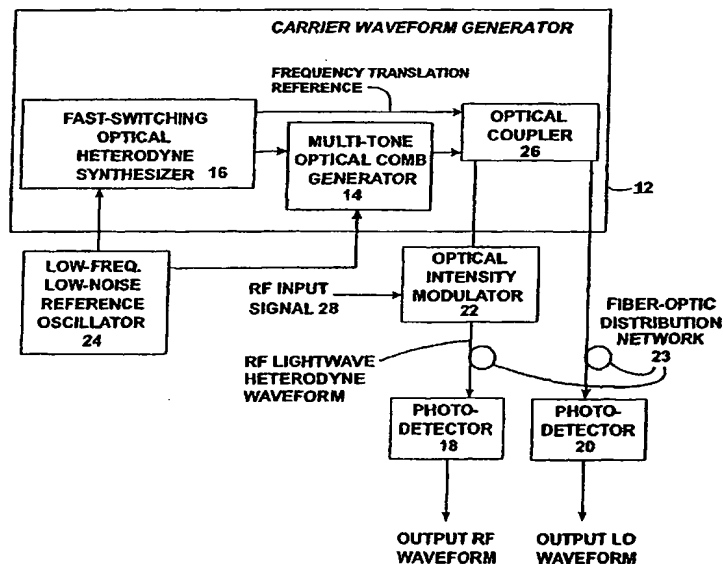 CARRIER WAVEFORM GENERATOR
FREQUENCY TRANSLATION
REFERENCE
FAST-SWITCHING
OPTICAL
HETERODYNE
SYNTHESIZER 16
MULTI-TONE
OPTICAL COMB
GENERATOR
14
OPTICAL
COUPLER
26
12
LOW-FREQ.
LOW-NOISE
REFERENCE
OSCILLATOR
24
RF INPUT
SIGNAL 28
OPTICAL
INTENSITY
MODULATOR
22
FIBER-OPTIC
DISTRIBUTION
NETWORK
23
RF LIGHTWAVE
HETERODYNE
WAVEFORM
PHOTO-
DETECTOR
18
PHOTO-
DETECTOR
20
OUTPUT RF
WAVEFORM
OUTPUT LO
WAVEFORM